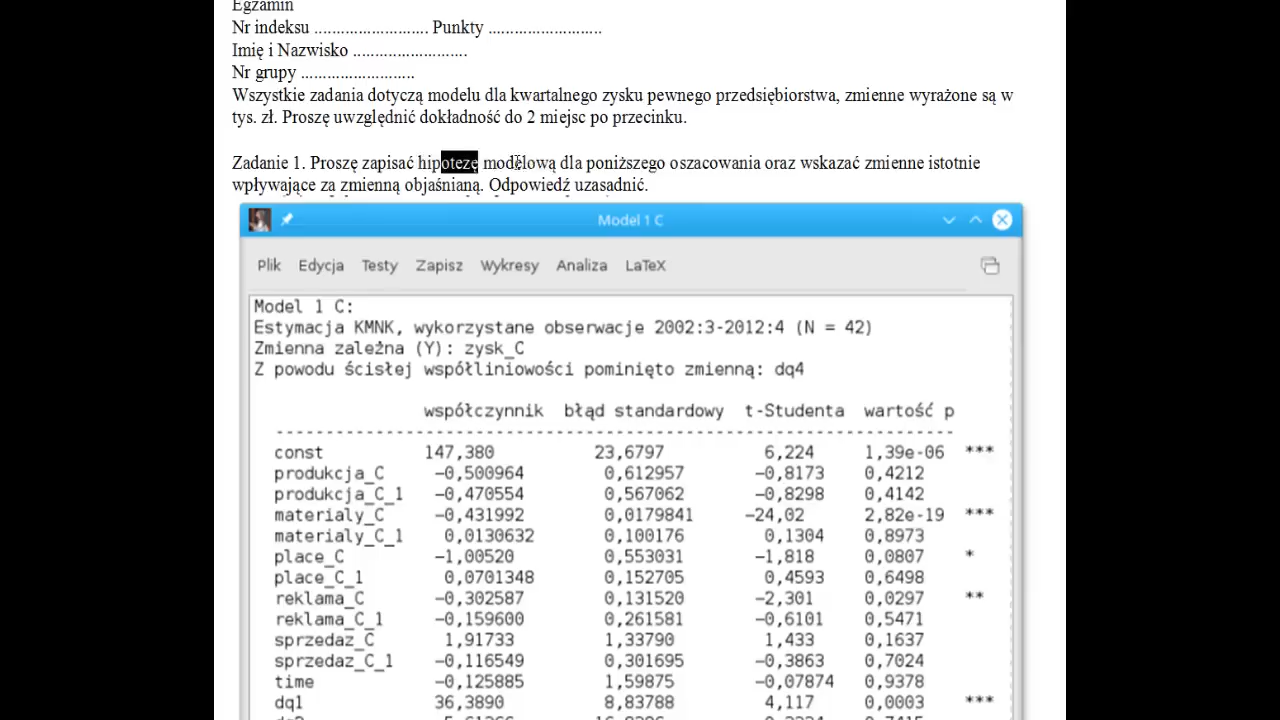 Egzamin
Nr indeksu .......................... Punkty ..........................
Imię i Nazwisko ..........................
Nr grupy ..........................
Wszystkie zadania dotyczą modelu dla kwartalnego zysku pewnego przedsiębiorstwa, zmienne wyrażone są w
tys. zł. Proszę uwzględnić dokładność do 2 miejsc po przecinku.
Zadanie 1. Proszę zapisać hipotezę modelową dla poniższego oszacowania oraz wskazać zmienne istotnie
wpływające za zmienną objaśnianą. Odpowiedź uzasadnić.
Model 1 C
Plik Edycja Testy Zapisz Wykresy Analiza LaTeX
Model 1 C:
Estymacja KMNK, wykorzystane obserwacje 2002:3-2012:4 (N = 42)
Zmienna zależna (Y): zysk_C
Z powodu ścisłej współliniowości pominięto zmienną: dq4
współczynnik błąd standardowy t-Studenta wartość p
const 147,380 23,6797 6,224 1,39e-06 ***
produkcja_C −0,500964 0,612957 −0,8173 0,4212
produkcja_C_1 −0,470554 0,567062 −0,8298 0,4142
materialy_C −0,431992 0,0179841 −24,02 2,82e-19 ***
materialy_C_1 0,0130632 0,100176 0,1304 0,8973
place_C −1,00520 0,553031 −1,818 0,0807 *
place_C_1 0,0701348 0,152705 0,4593 0,6498
reklama_C −0,302587 0,131520 −2,301 0,0297 **
reklama_C_1 −0,159600 0,261581 −0,6101 0,5471
sprzedaz_C 1,91733 1,33790 1,433 0,1637
sprzedaz_C_1 −0,116549 0,301695 −0,3863 0,7024
time −0,125885 1,59875 −0,07874 0,9378
dq1 36,3890 8,83788 4,117 0,0003 ***